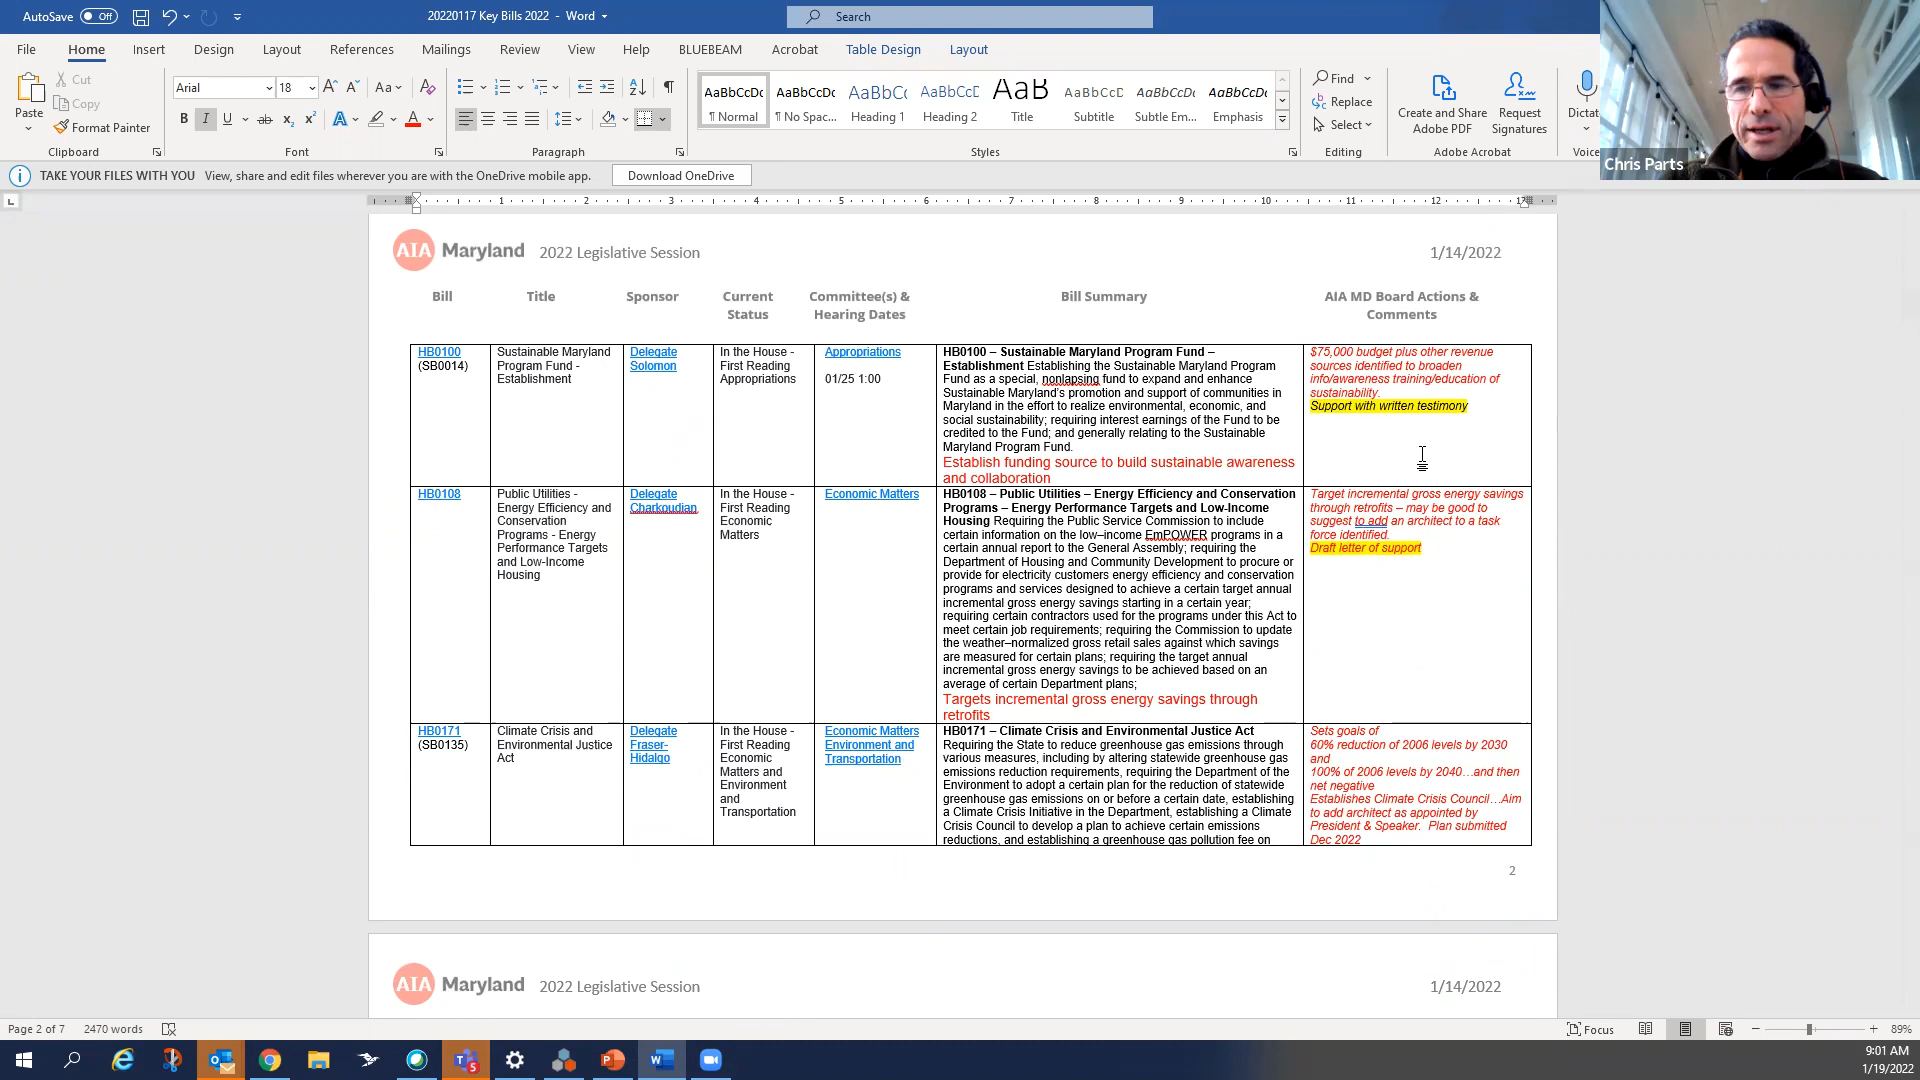 AutoSave Off
20220117 Key Bills 2022 - Word
Search
File Home Insert Design Layout References Mailings Review View Help BLUEBEAM Acrobat Table Design Layout
Paste
Cut
Copy
Format Painter
Clipboard
Arial 18
Font
Paragraph
AaBbCcDc AaBbCcDc AaBbCc AaBbCcD AaB AaBbCcD AaBbCcDc AaBbCcDc
¶ Normal ¶ No Spac... Heading 1 Heading 2 Title Subtitle Subtle Em... Emphasis
Styles
Find
Replace
Select
Editing
Create and Share
Adobe PDF
Request
Signatures
Adobe Acrobat
Dictat
Voice
Chris Parts
TAKE YOUR FILES WITH YOU View, share and edit files wherever you are with the OneDrive mobile app. Download OneDrive
1 2 3 4 5 6 7 8 9 10 11 12
AIA Maryland 2022 Legislative Session 1/14/2022
Bill
Title
Sponsor
Current
Status
Committee(s) &
Hearing Dates
Bill Summary
AIA MD Board Actions &
Comments
HB0100
(SB0014)
Sustainable Maryland
Program Fund -
Establishment
Delegate
Solomon
In the House -
First Reading
Appropriations
Appropriations
01/25 1:00
HB0100 – Sustainable Maryland Program Fund –
Establishment Establishing the Sustainable Maryland Program
Fund as a special, nonlapsing fund to expand and enhance
Sustainable Maryland's promotion and support of communities in
Maryland in the effort to realize environmental, economic, and
social sustainability; requiring interest earnings of the Fund to be
credited to the Fund; and generally relating to the Sustainable
Maryland Program Fund.
Establish funding source to build sustainable awareness
and collaboration
$75,000 budget plus other revenue
sources identified to broaden
info/awareness training/education of
sustainability.
Support with written testimony
HB0108
Public Utilities -
Energy Efficiency and
Conservation
Programs - Energy
Performance Targets
and Low-Income
Housing
Delegate
Charkoudian
In the House -
First Reading
Economic
Matters
Economic Matters
HB0108 – Public Utilities – Energy Efficiency and Conservation
Programs – Energy Performance Targets and Low-Income
Housing Requiring the Public Service Commission to include
certain information on the low–income EmPOWER programs in a
certain annual report to the General Assembly; requiring the
Department of Housing and Community Development to procure or
provide for electricity customers energy efficiency and conservation
programs and services designed to achieve a certain target annual
incremental gross energy savings starting in a certain year;
requiring certain contractors used for the programs under this Act to
meet certain job requirements; requiring the Commission to update
the weather–normalized gross retail sales against which savings
are measured for certain plans; requiring the target annual
incremental gross energy savings to be achieved based on an
average of certain Department plans;
Targets incremental gross energy savings through
retrofits
Target incremental gross energy savings
through retrofits – may be good to
suggest to add an architect to a task
force identified.
Draft letter of support
HB0171
(SB0135)
Climate Crisis and
Environmental Justice
Act
Delegate
Fraser-
Hidalgo
In the House -
First Reading
Economic
Matters and
Environment
and
Transportation
Economic Matters
Environment and
Transportation
HB0171 – Climate Crisis and Environmental Justice Act
Requiring the State to reduce greenhouse gas emissions through
various measures, including by altering statewide greenhouse gas
emissions reduction requirements, requiring the Department of the
Environment to adopt a certain plan for the reduction of statewide
greenhouse gas emissions on or before a certain date, establishing
a Climate Crisis Initiative in the Department, establishing a Climate
Crisis Council to develop a plan to achieve certain emissions
reductions, and establishing a greenhouse gas pollution fee on
Sets goals of
60% reduction of 2006 levels by 2030
and
100% of 2006 levels by 2040…and then
net negative
Establishes Climate Crisis Council…Aim
to add architect as appointed by
President & Speaker. Plan submitted
Dec 2022
2
AIA Maryland 2022 Legislative Session 1/14/2022
Page 2 of 7 2470 words
Focus
89%
9:01 AM
1/19/2022